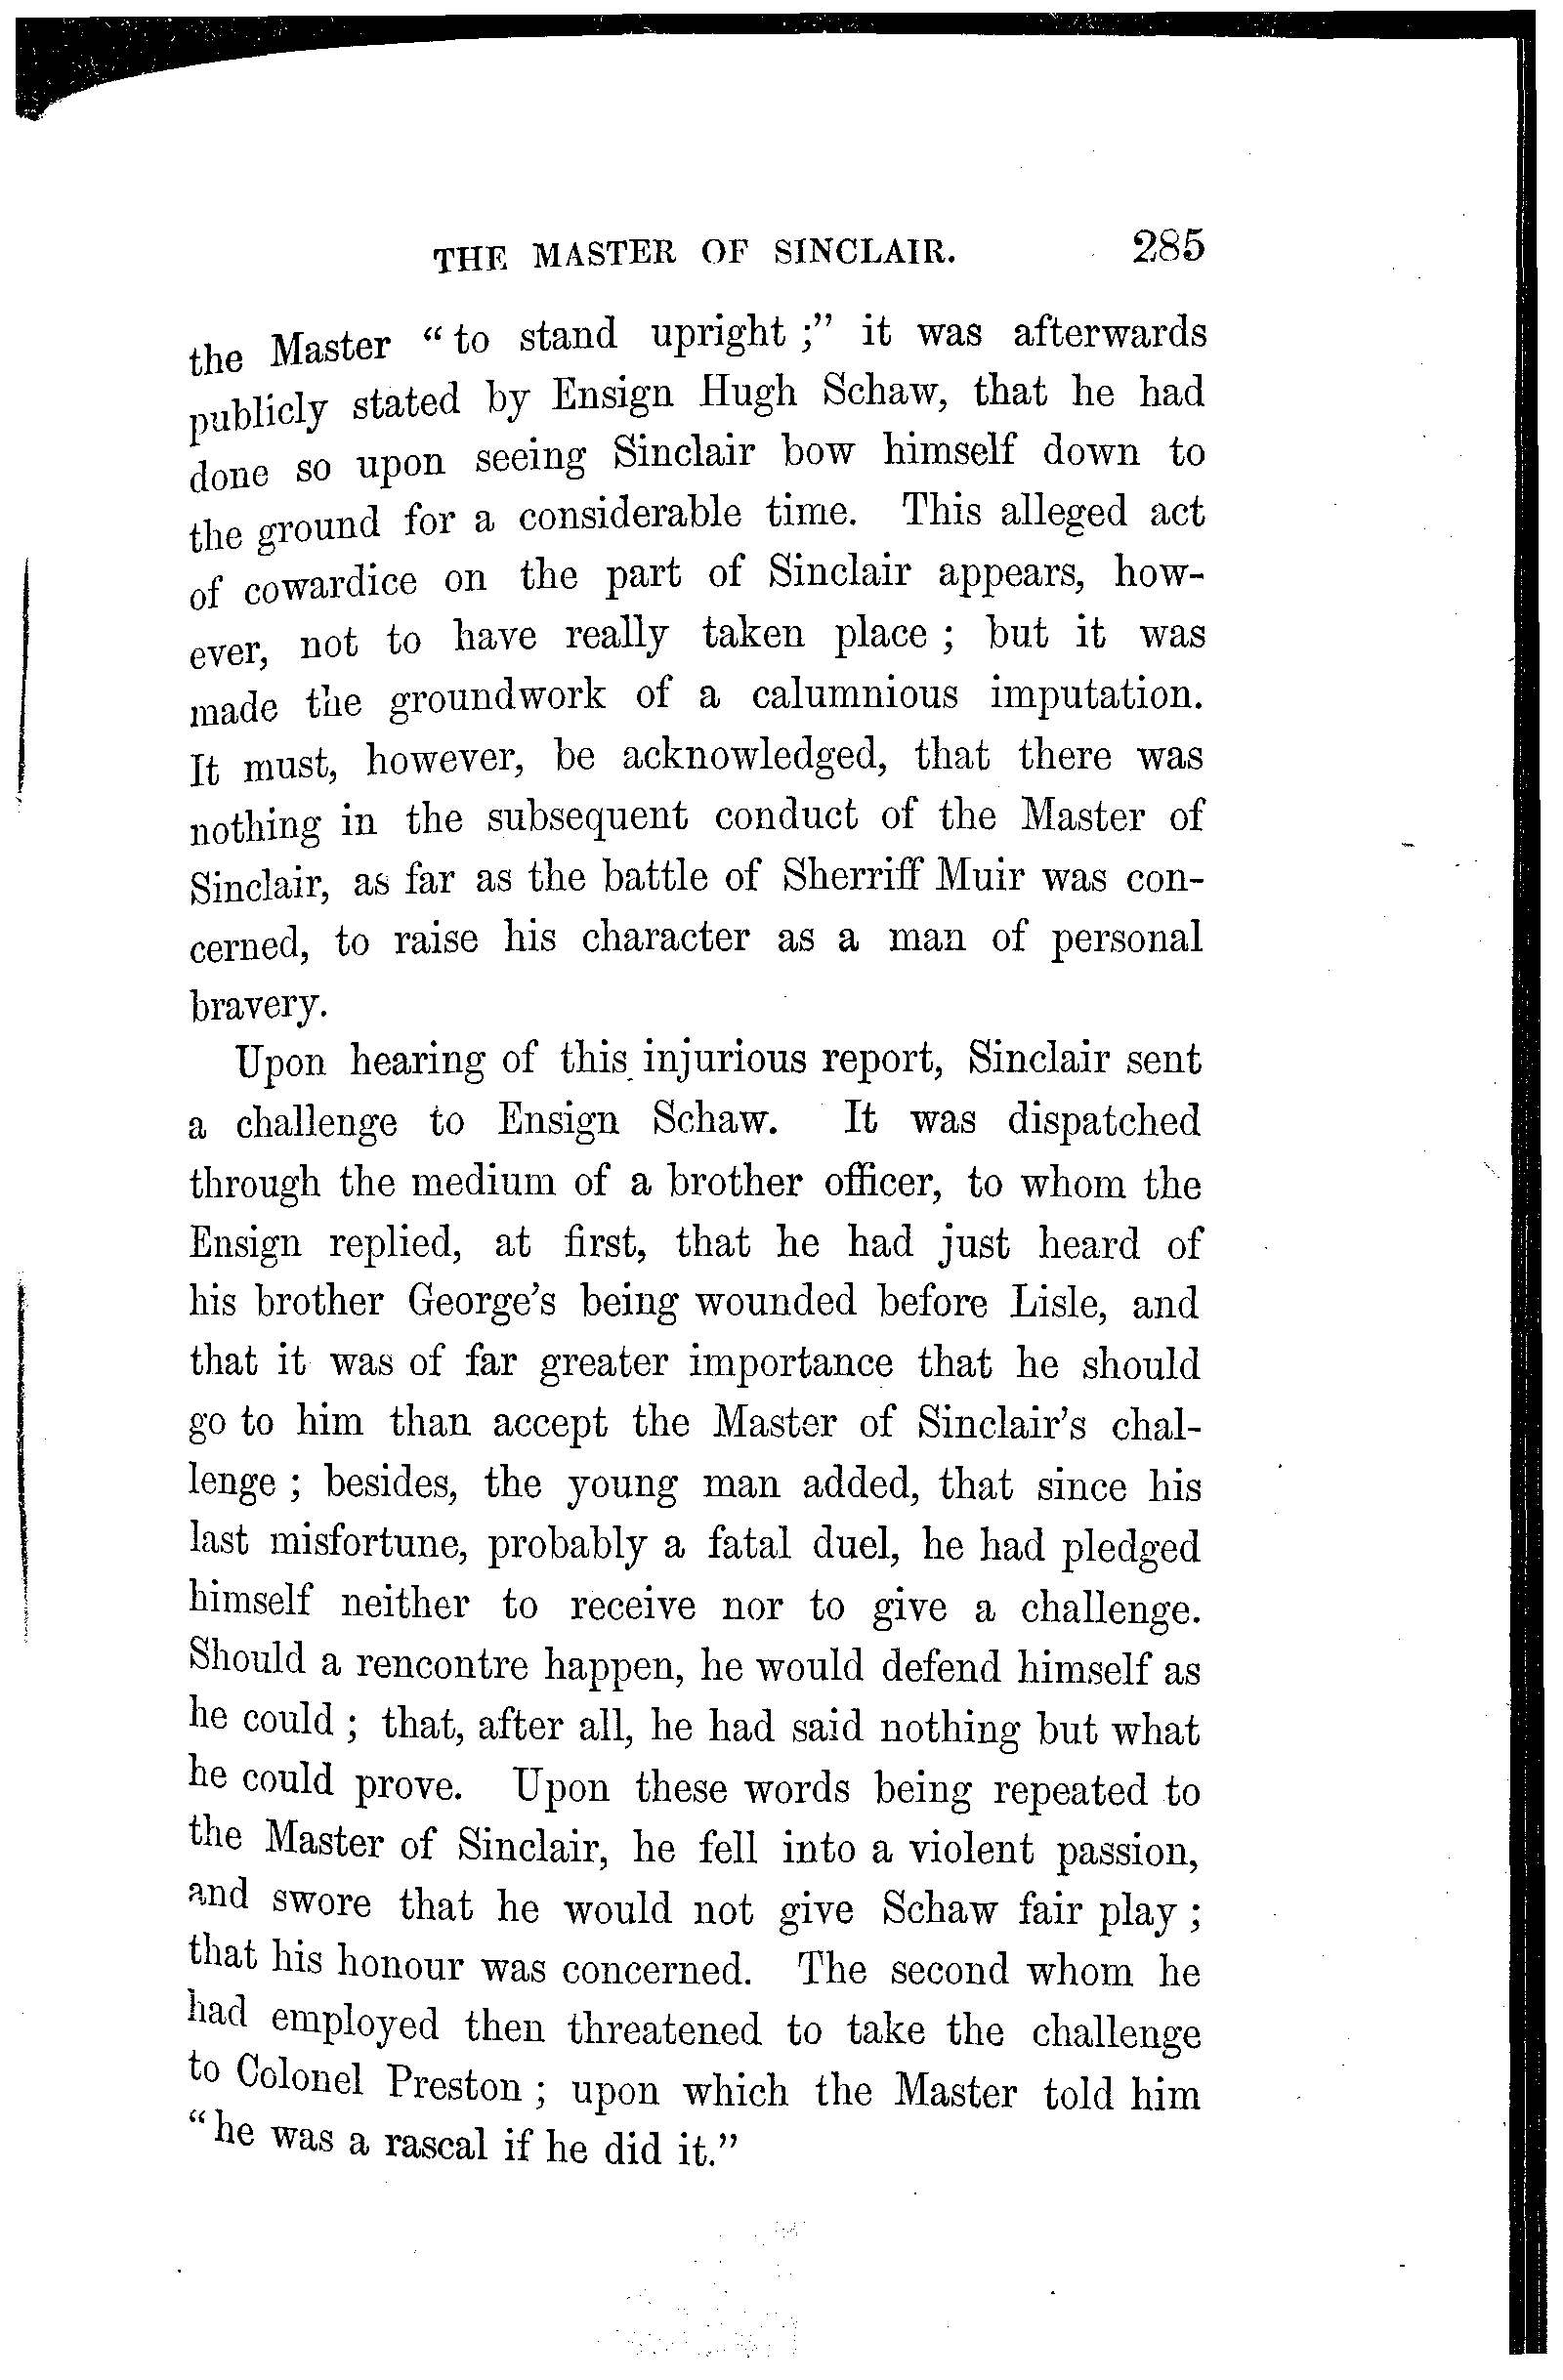 THE MASTER OF SINCLAIR. 285
the Master “to stand upright;” it was afterwards
publicly stated by Ensign Hugh Schaw, that he had
done so upon seeing Sinclair bow himself down to
the ground for a considerable time. This alleged act
of cowardice on the part of Sinclair appears, how-
ever, not to have really taken place; but it was
made the groundwork of a calumnious imputation.
It must, however, be acknowledged, that there was
nothing in the subsequent conduct of the Master of
Sinclair, as far as the battle of Sherriff Muir was con-
cerned, to raise his character as a man of personal
bravery.
Upon hearing of this injurious report, Sinclair sent
a challenge to Ensign Schaw. It was dispatched
through the medium of a brother officer, to whom the
Ensign replied, at first, that he had just heard of
his brother George’s being wounded before Lisle, and
that it was of far greater importance that he should
go to him than accept the Master of Sinclair’s chal-
lenge; besides, the young man added, that since his
last misfortune, probably a fatal duel, he had pledged
himself neither to receive nor to give a challenge.
Should a rencontre happen, he would defend himself as
he could; that, after all, he had said nothing but what
he could prove. Upon these words being repeated to
the Master of Sinclair, he fell into a violent passion,
and swore that he would not give Schaw fair play;
that his honour was concerned. The second whom he
had employed then threatened to take the challenge
to Colonel Preston; upon which the Master told him
“he was a rascal if he did it.”